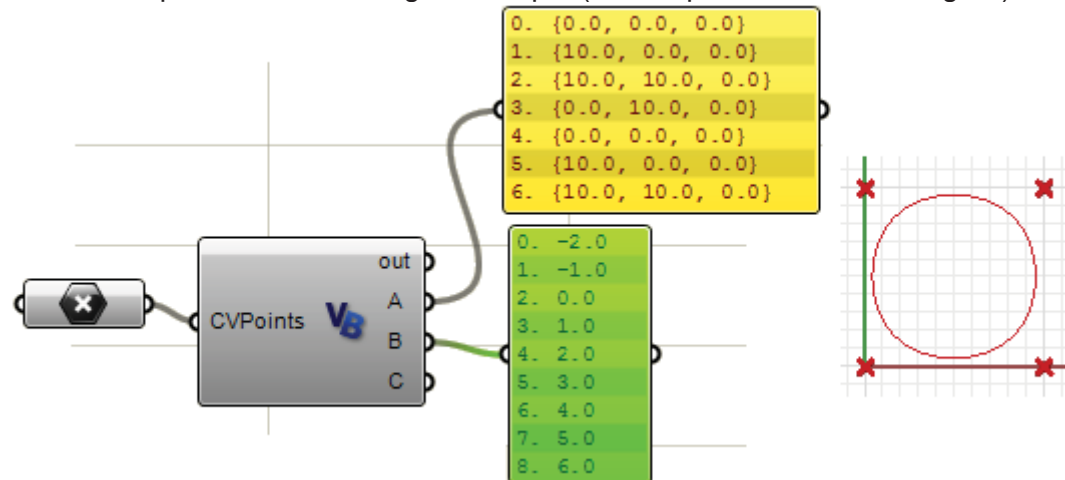 0. {0.0, 0.0, 0.0}
1. {10.0, 0.0, 0.0}
2. {10.0, 10.0, 0.0}
3. {0.0, 10.0, 0.0}
4. {0.0, 0.0, 0.0}
5. {10.0, 0.0, 0.0}
6. {10.0, 10.0, 0.0}
CVPoints
VB
out
A
B
C
0. -2.0
1. -1.0
2. 0.0
3. 1.0
4. 2.0
5. 3.0
6. 4.0
7. 5.0
8. 6.0